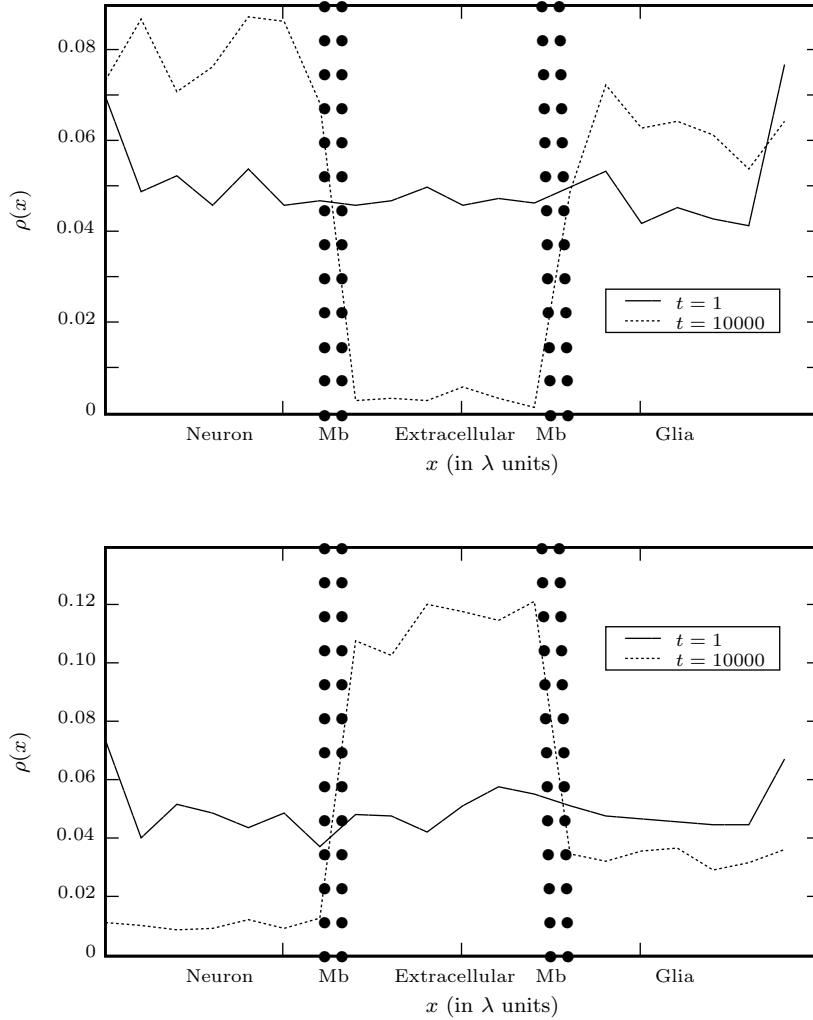 0.08
0.06
0.04
0.02
0
ρ(x)
t = 1
t = 10000
Neuron Mb Extracellular Mb Glia
x (in λ units)
0.12
0.10
0.08
0.06
0.04
0.02
0
ρ(x)
t = 1
t = 10000
Neuron Mb Extracellular Mb Glia
x (in λ units)